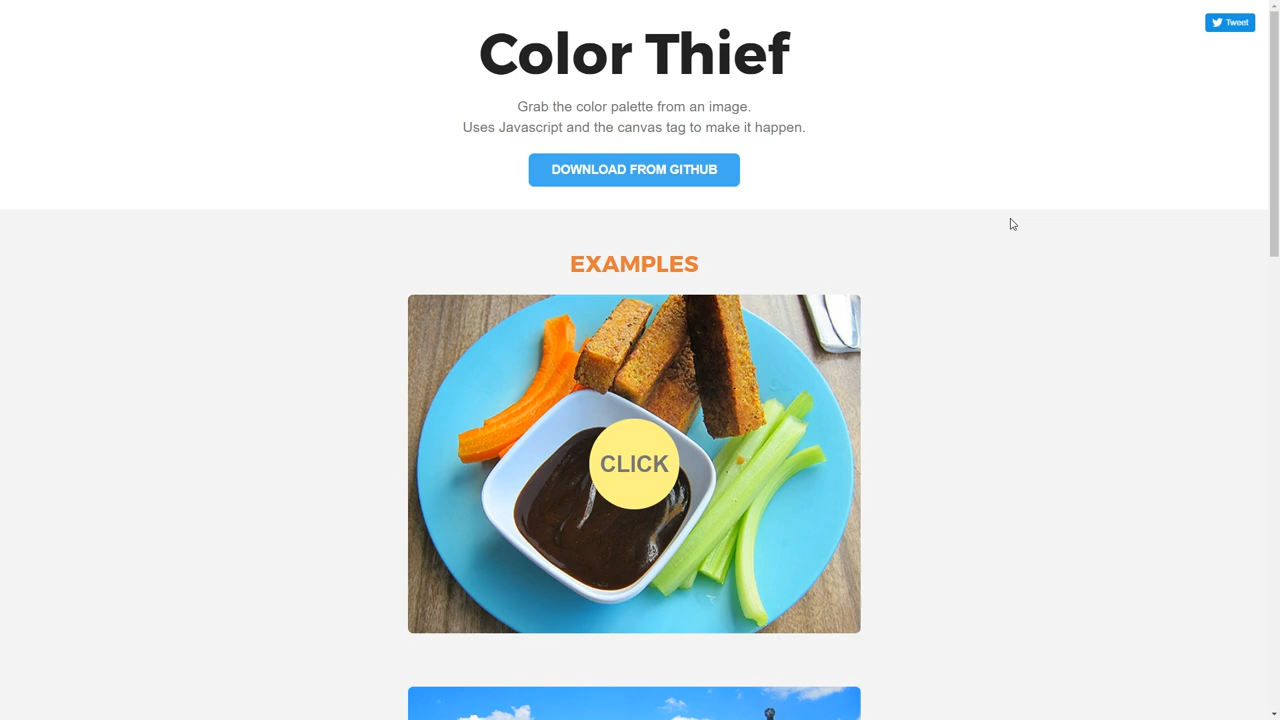 Tweet
Color Thief
Grab the color palette from an image.
Uses Javascript and the canvas tag to make it happen.
DOWNLOAD FROM GITHUB
EXAMPLES
CLICK